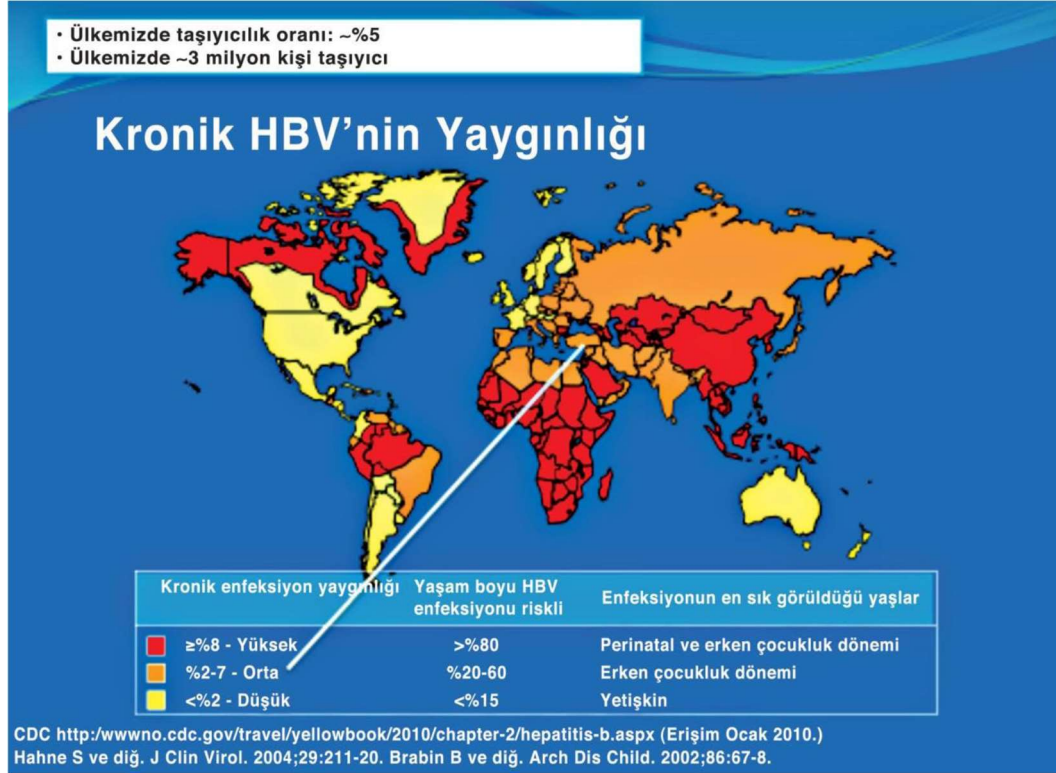 · Ülkemizde taşıyıcılık oranı: ~%5
· Ülkemizde ~3 milyon kişi taşıyıcı
Kronik HBV’nin Yaygınlığı
Kronik enfeksiyon yaygınlığı
Yaşam boyu HBV
enfeksiyonu riskli
Enfeksiyonun en sık görüldüğü yaşlar
≥%8 - Yüksek >%80 Perinatal ve erken çocukluk dönemi
%2-7 - Orta %20-60 Erken çocukluk dönemi
<%2 - Düşük <%15 Yetişkin
CDC http:/wwwno.cdc.gov/travel/yellowbook/2010/chapter-2/hepatitis-b.aspx (Erişim Ocak 2010.)
Hahne S ve diğ. J Clin Virol. 2004;29:211-20. Brabin B ve diğ. Arch Dis Child. 2002;86:67-8.